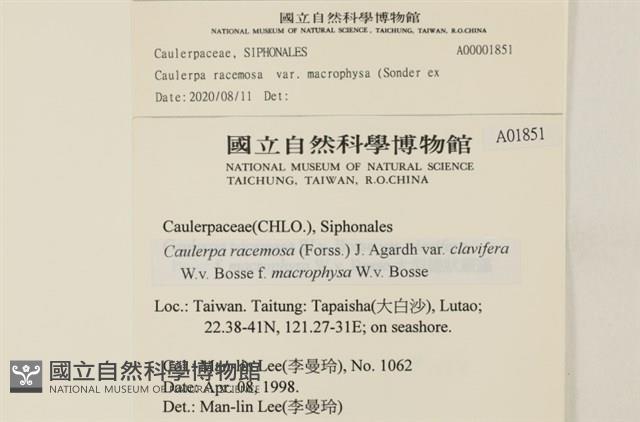 國立自然科學博物館
NATIONAL MUSEUM OF NATURAL SCIENCE, TAICHUNG, TAIWAN, R.O.CHINA
Caulerpaceae, SIPHONALES A00001851
Caulerpa racemosa var. macrophysa (Sonder ex
Date:2020/08/11 Det:
國立自然科學博物館 A01851
NATIONAL MUSEUM OF NATURAL SCIENCE
TAICHUNG, TAIWAN, R.O.CHINA
Caulerpaceae(CHLO.), Siphonales
Caulerpa racemosa (Forss.) J. Agardh var. clavifera
W.v. Bosse f. macrophysa W.v. Bosse
Loc.: Taiwan. Taitung: Tapaisha(大白沙), Lutao;
22.38-41N, 121.27-31E; on seashore.
Col.: Man-lin Lee(李曼玲), No. 1062
Date: Apr. 08, 1998.
Det.: Man-lin Lee(李曼玲)
國立自然科學博物館
NATIONAL MUSEUM OF NATURAL SCIENCE